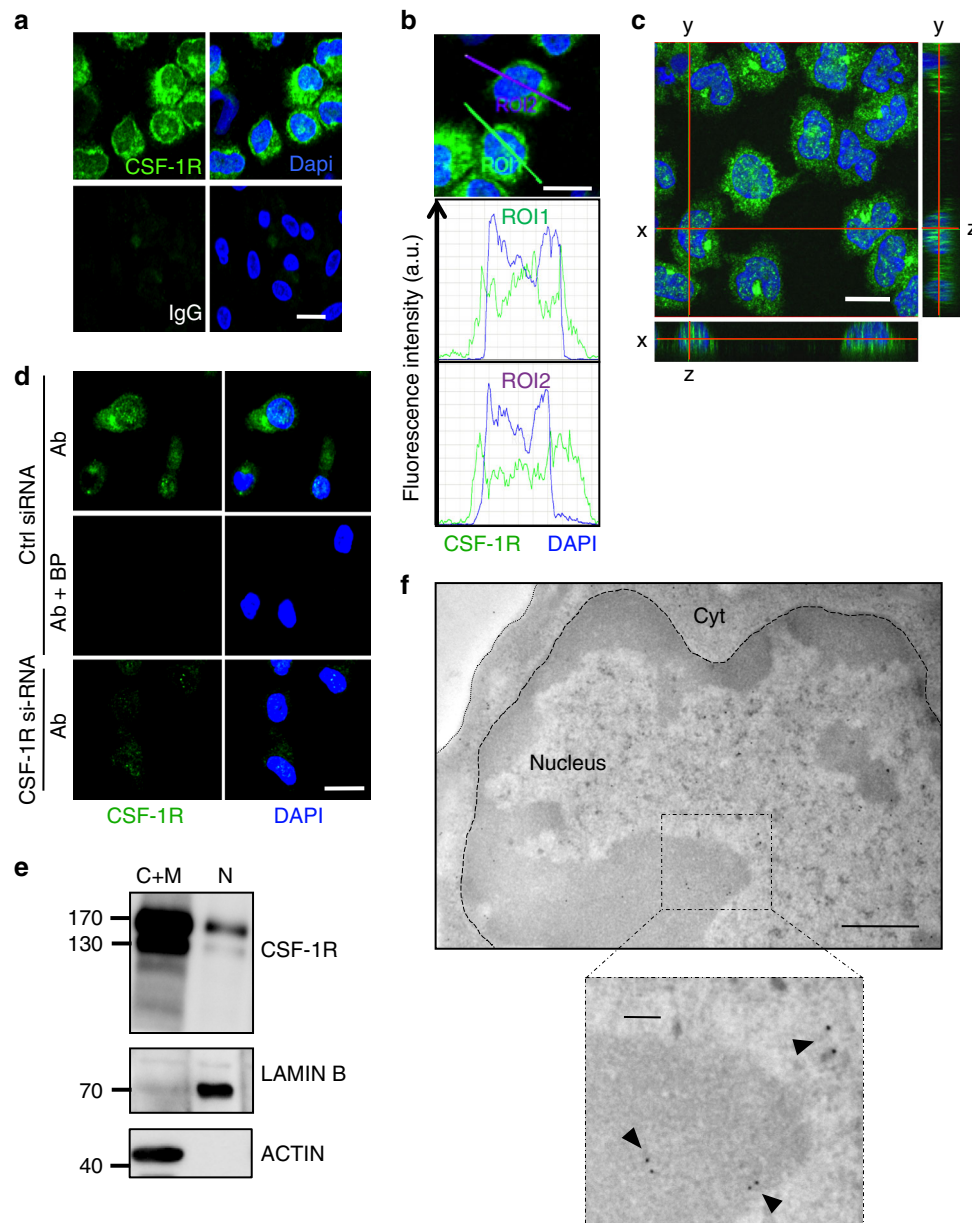 a
CSF-1R
Dapi
IgG
b
ROI2
ROI1
Fluorescence intensity (a.u.)
ROI1
ROI2
CSF-1R DAPI
c
y y
x z
x
z
d
Ctrl siRNA
Ab
Ab + BP
CSF-1R si-RNA
Ab
CSF-1R DAPI
e
C+M N
170
130
CSF-1R
LAMIN B
70
ACTIN
40
f
Cyt
Nucleus